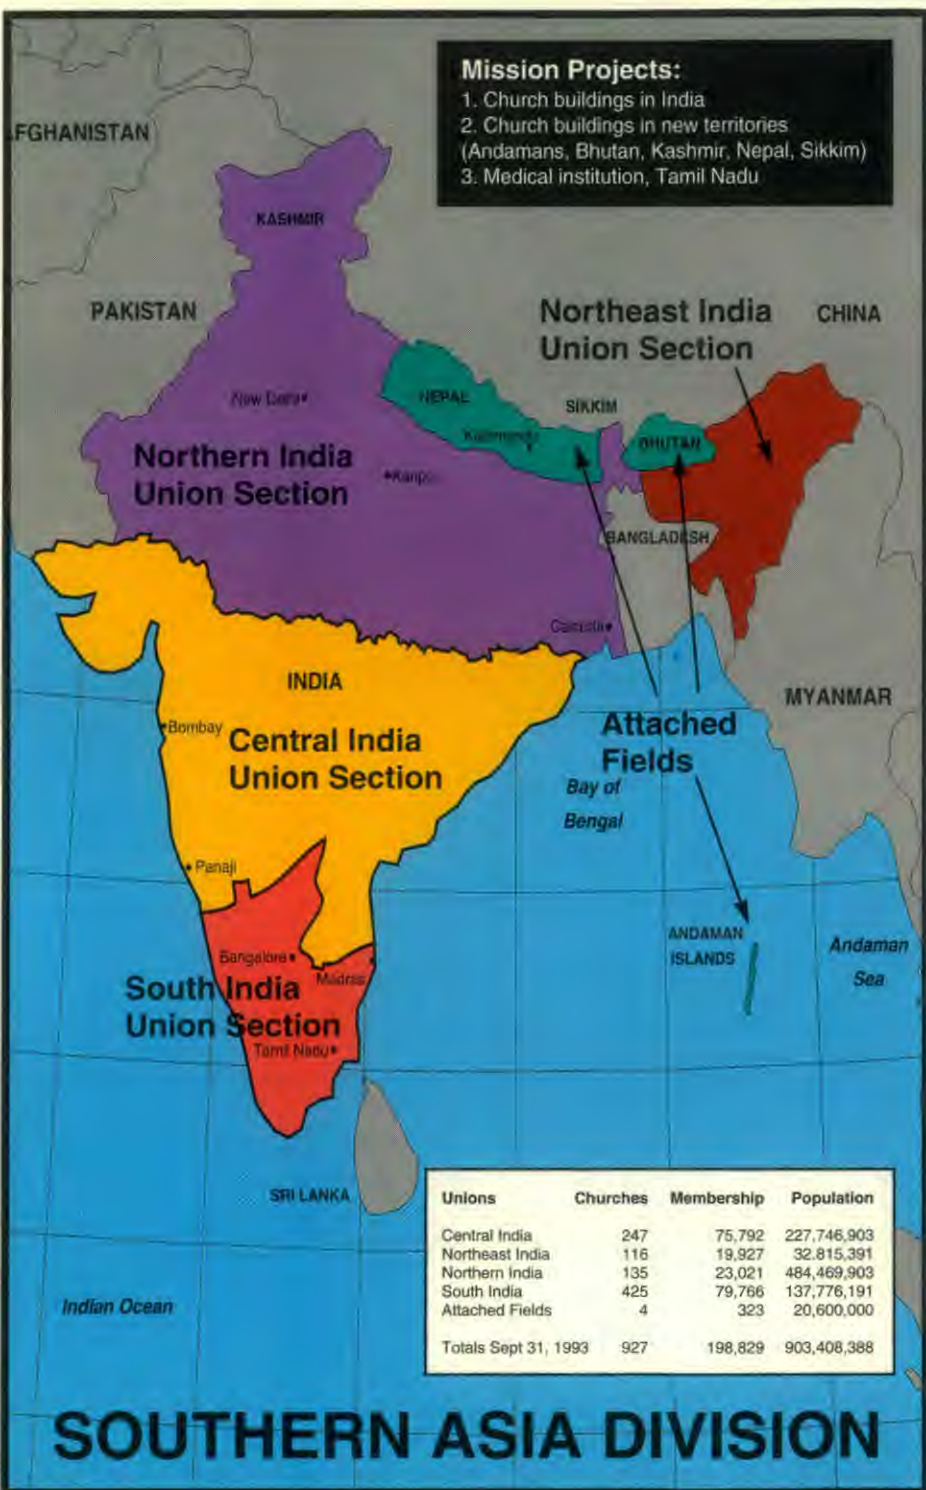 Mission Projects:
1. Church buildings in India
2. Church buildings in new territories
(Andamans, Bhutan, Kashmir, Nepal, Sikkim)
3. Medical institution, Tamil Nadu
AFGHANISTAN
KASHMIR
PAKISTAN
Northeast India
Union Section
CHINA
New Delhi
NEPAL
SIKKIM
Kathmandu
BHUTAN
Northern India
Union Section
Kanpur
BANGLADESH
Calcutta
INDIA
MYANMAR
Bombay
Central India
Union Section
Attached
Fields
Bay of
Bengal
Panaji
ANDAMAN
ISLANDS
Andaman
Sea
Bangalore
Madras
South India
Union Section
Tamil Nadu
SRI LANKA
Indian Ocean
Unions Churches Membership Population
Central India 247 75,792 227,746,903
Northeast India 116 19,927 32.815,391
Northern India 135 23,021 484,469,903
South India 425 79,766 137,776,191
Attached Fields 4 323 20,600,000
Totals Sept 31, 1993 927 198,829 903,408,388
SOUTHERN ASIA DIVISION